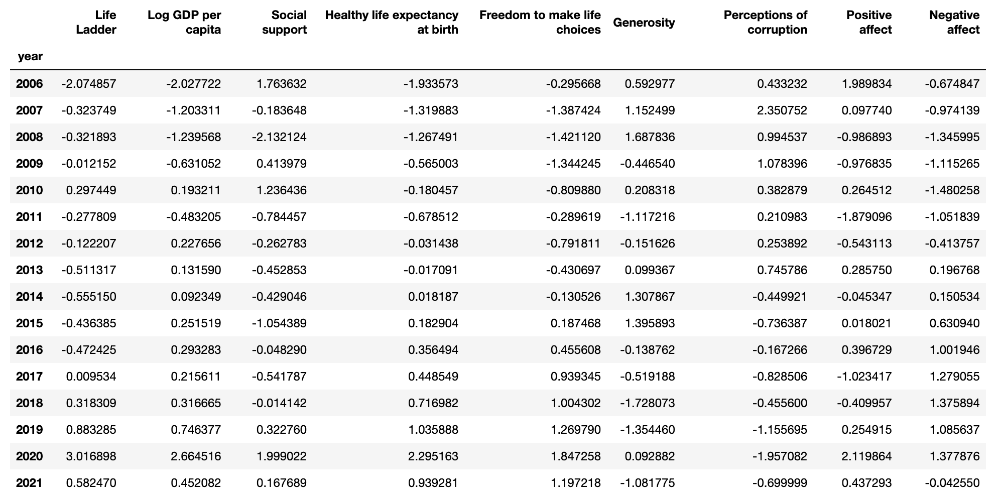 Life Ladder Log GDP per capita Social support Healthy life expectancy at birth Freedom to make life choices Generosity Perceptions of corruption Positive affect Negative affect
year
2006 -2.074857 -2.027722 1.763632 -1.933573 -0.295668 0.592977 0.433232 1.989834 -0.674847
2007 -0.323749 -1.203311 -0.183648 -1.319883 -1.387424 1.152499 2.350752 0.097740 -0.974139
2008 -0.321893 -1.239568 -2.132124 -1.267491 -1.421120 1.687836 0.994537 -0.986893 -1.345995
2009 -0.012152 -0.631052 0.413979 -0.565003 -1.344245 -0.446540 1.078396 -0.976835 -1.115265
2010 0.297449 0.193211 1.236436 -0.180457 -0.809880 0.208318 0.382879 0.264512 -1.480258
2011 -0.277809 -0.483205 -0.784457 -0.678512 -0.289619 -1.117216 0.210983 -1.879096 -1.051839
2012 -0.122207 0.227656 -0.262783 -0.031438 -0.791811 -0.151626 0.253892 -0.543113 -0.413757
2013 -0.511317 0.131590 -0.452853 -0.017091 -0.430697 0.099367 0.745786 0.285750 0.196768
2014 -0.555150 0.092349 -0.429046 0.018187 -0.130526 1.307867 -0.449921 -0.045347 0.150534
2015 -0.436385 0.251519 -1.054389 0.182904 0.187468 1.395893 -0.736387 0.018021 0.630940
2016 -0.472425 0.293283 -0.048290 0.356494 0.455608 -0.138762 -0.167266 0.396729 1.001946
2017 0.009534 0.215611 -0.541787 0.448549 0.939345 -0.519188 -0.828506 -1.023417 1.279055
2018 0.318309 0.316665 -0.014142 0.716982 1.004302 -1.728073 -0.455600 -0.409957 1.375894
2019 0.883285 0.746377 0.322760 1.035888 1.269790 -1.354460 -1.155695 0.254915 1.085637
2020 3.016898 2.664516 1.999022 2.295163 1.847258 0.092882 -1.957082 2.119864 1.377876
2021 0.582470 0.452082 0.167689 0.939281 1.197218 -1.081775 -0.699999 0.437293 -0.042550